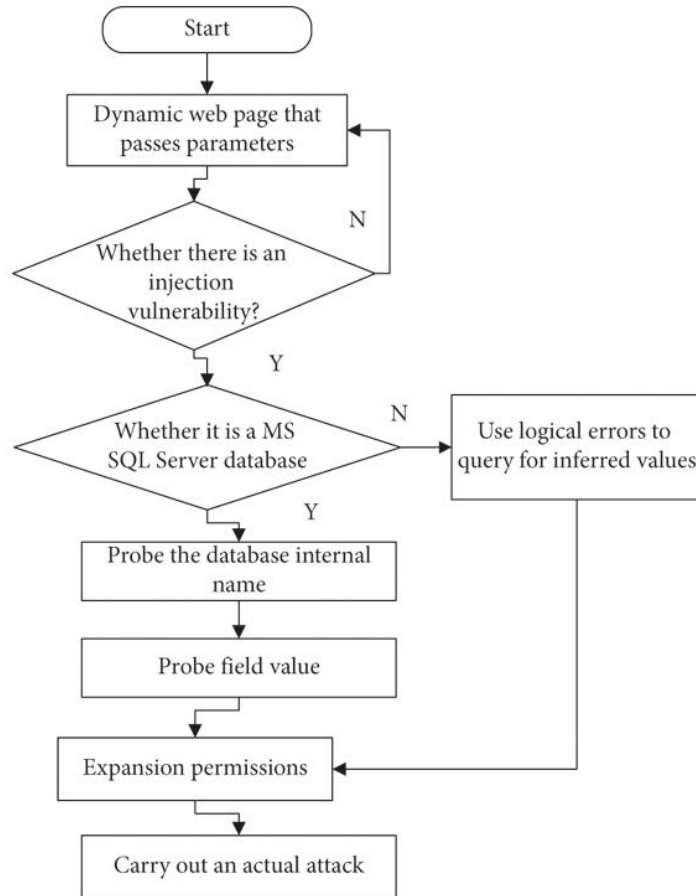 Start
Dynamic web page that
passes parameters
N
Whether there is an
injection
vulnerability?
Y
Whether it is a MS
SQL Server database
N
Use logical errors to
query for inferred values
Y
Probe the database internal
name
Probe field value
Expansion permissions
Carry out an actual attack